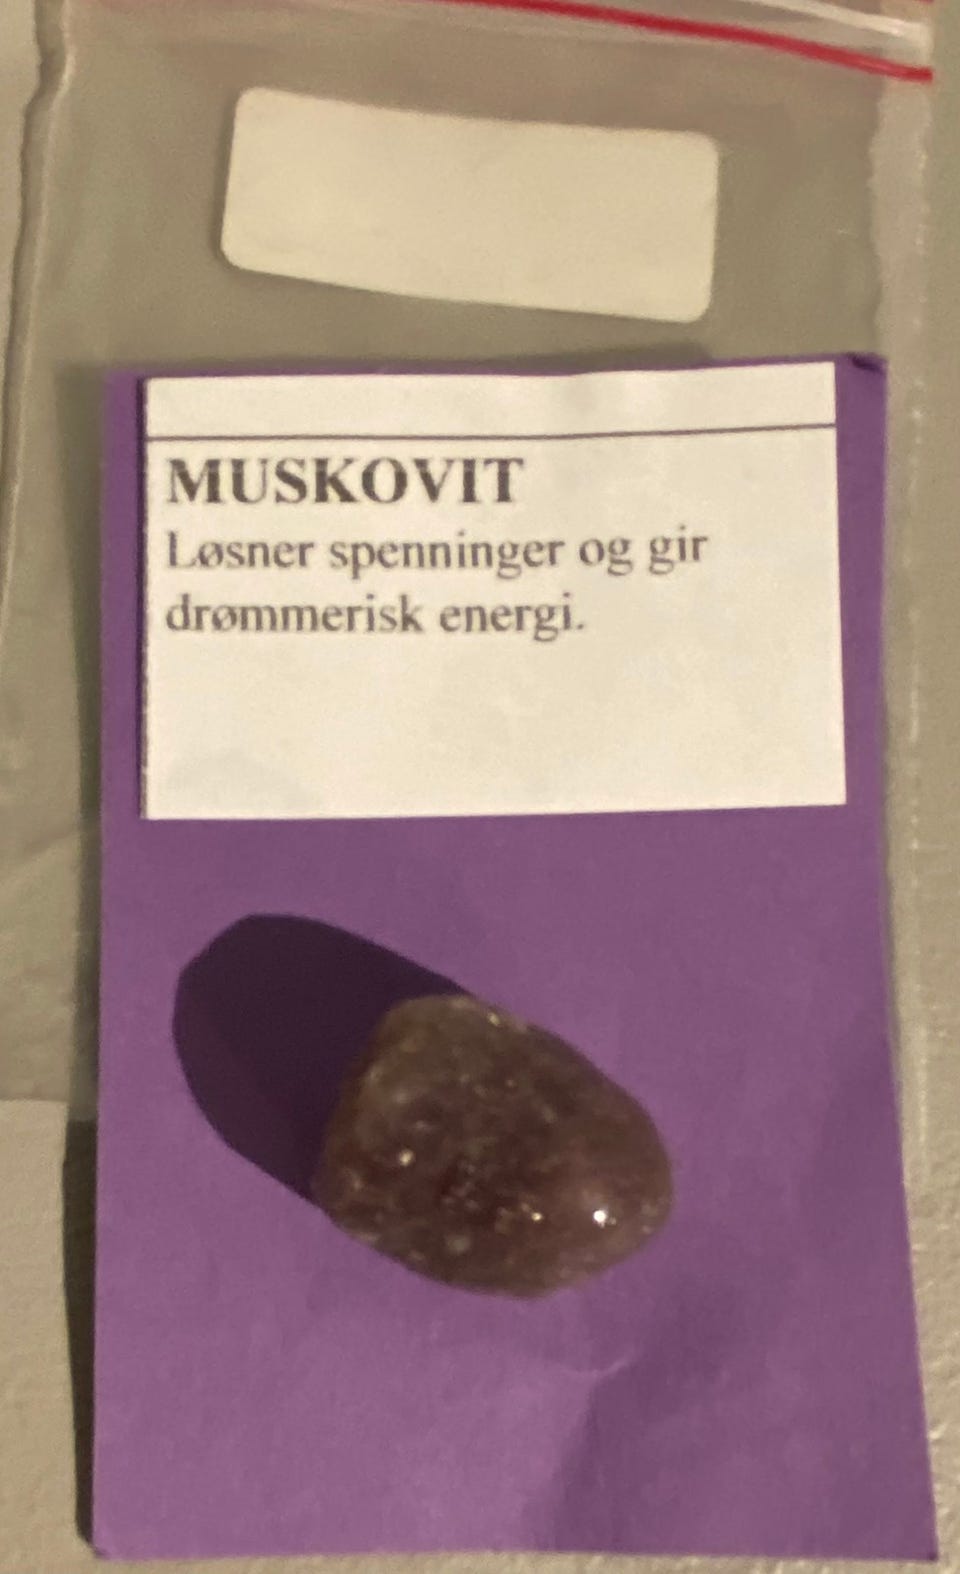 MUSKOVIT
Løsner spenninger og gir
drømmerisk energi.